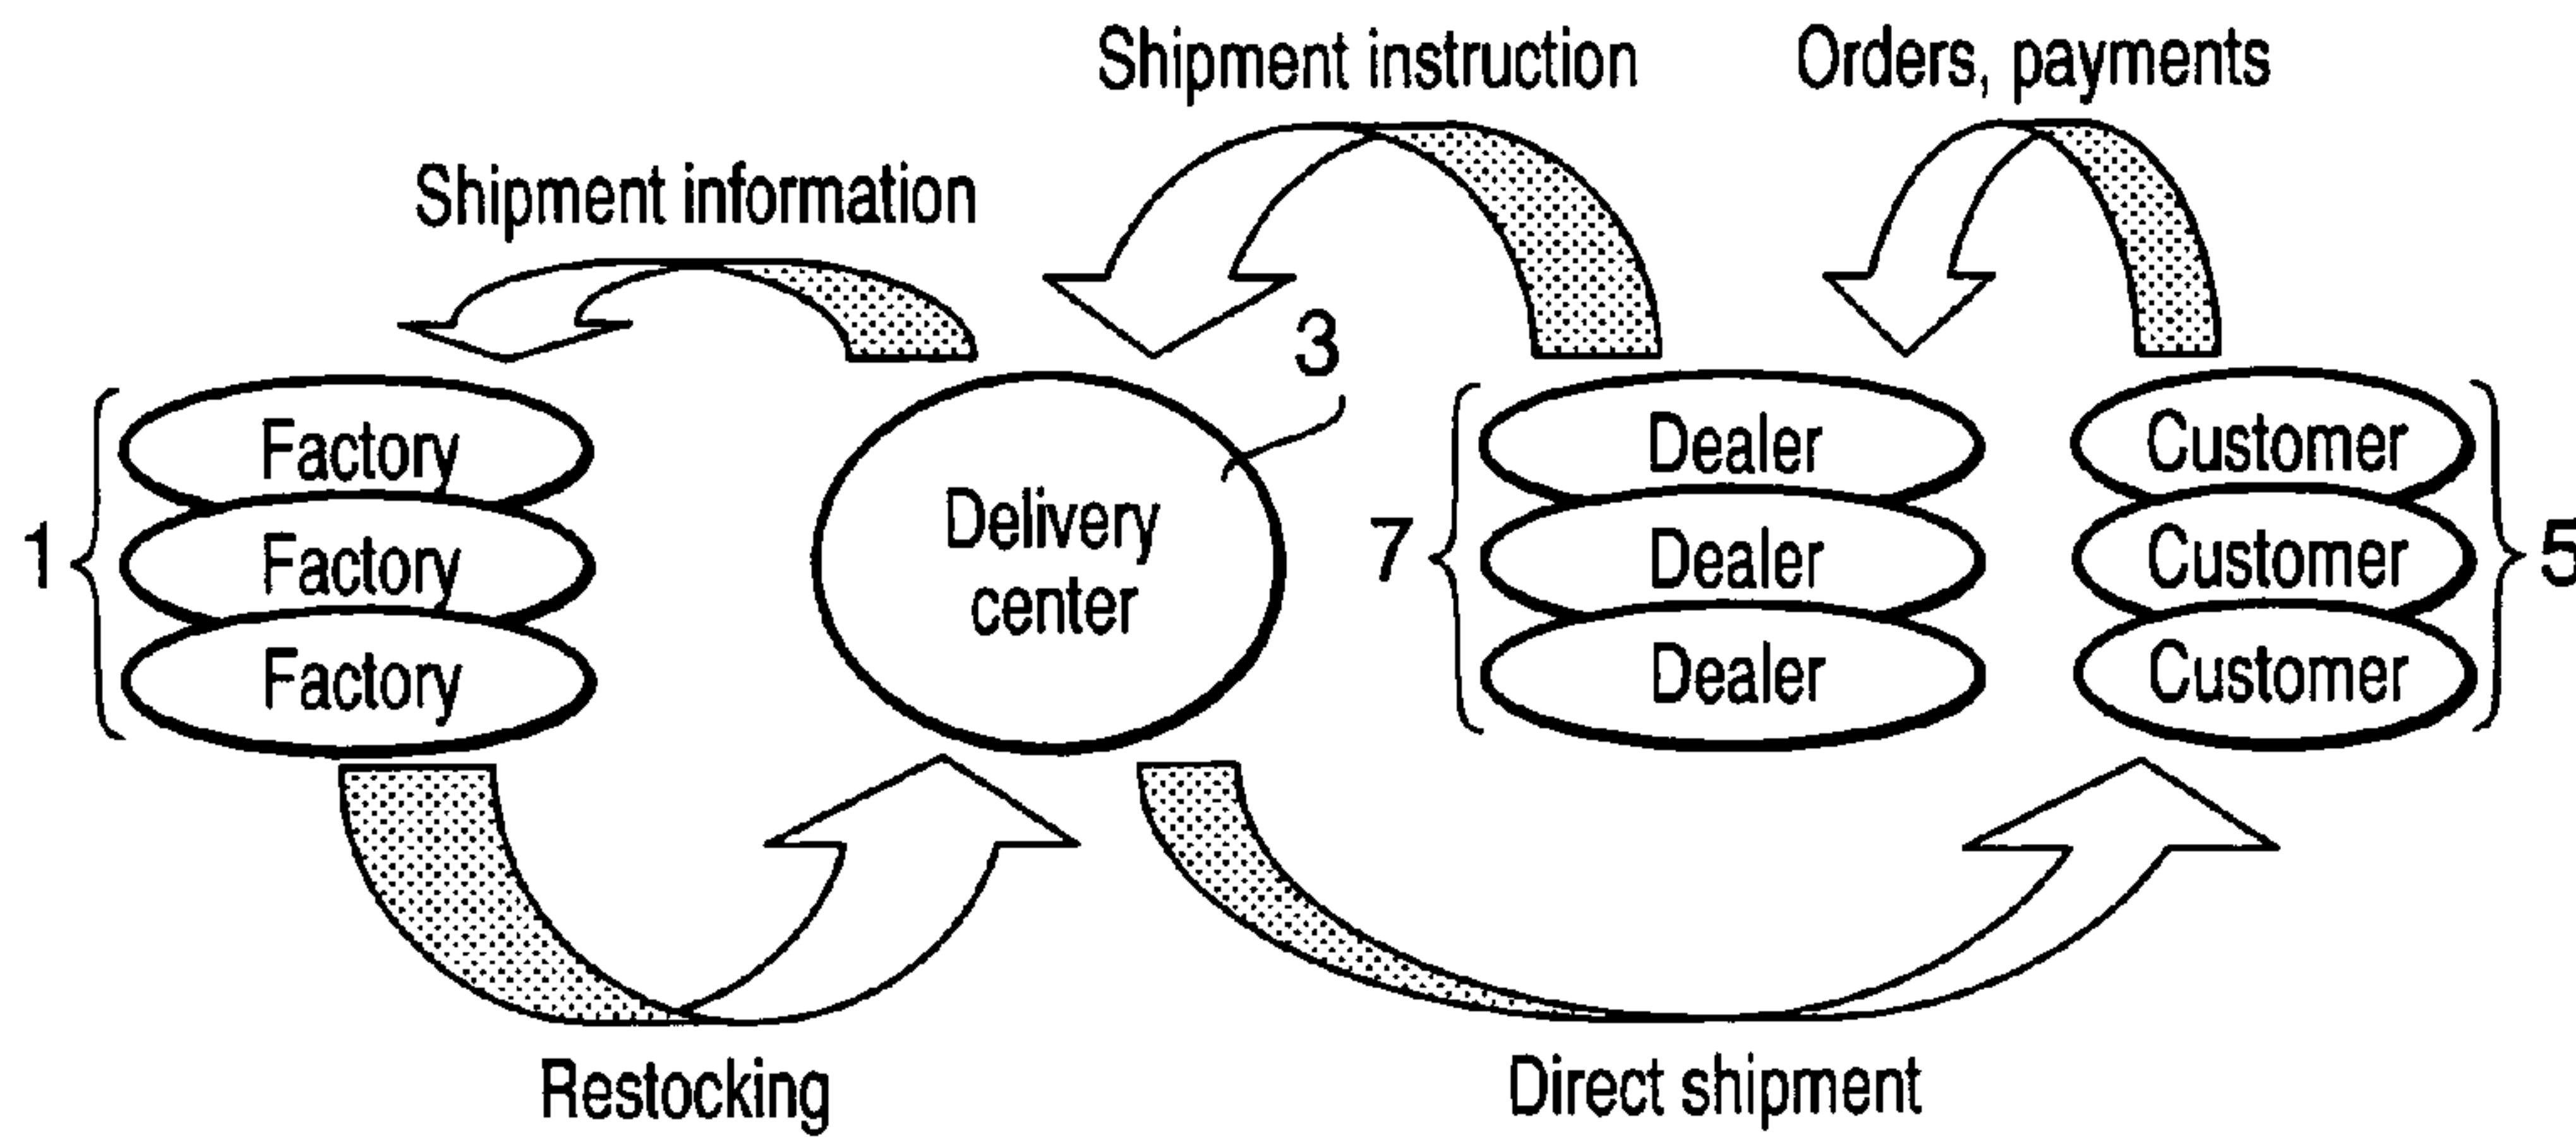 Shipment instruction
Orders, payments
Shipment information
3
Factory
Factory
Factory
1
Delivery
center
7
Dealer
Dealer
Dealer
Customer
Customer
Customer
5
Restocking
Direct shipment